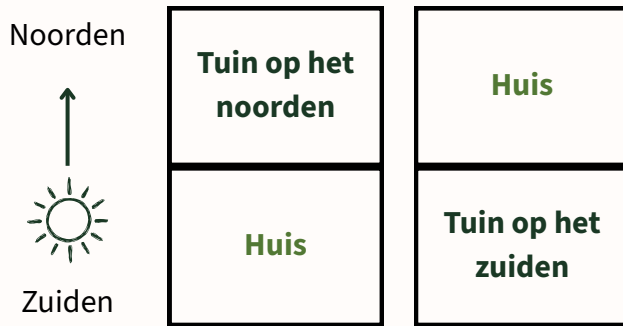 Noorden
Zuiden
Tuin op het
noorden
Huis
Huis
Tuin op het
zuiden